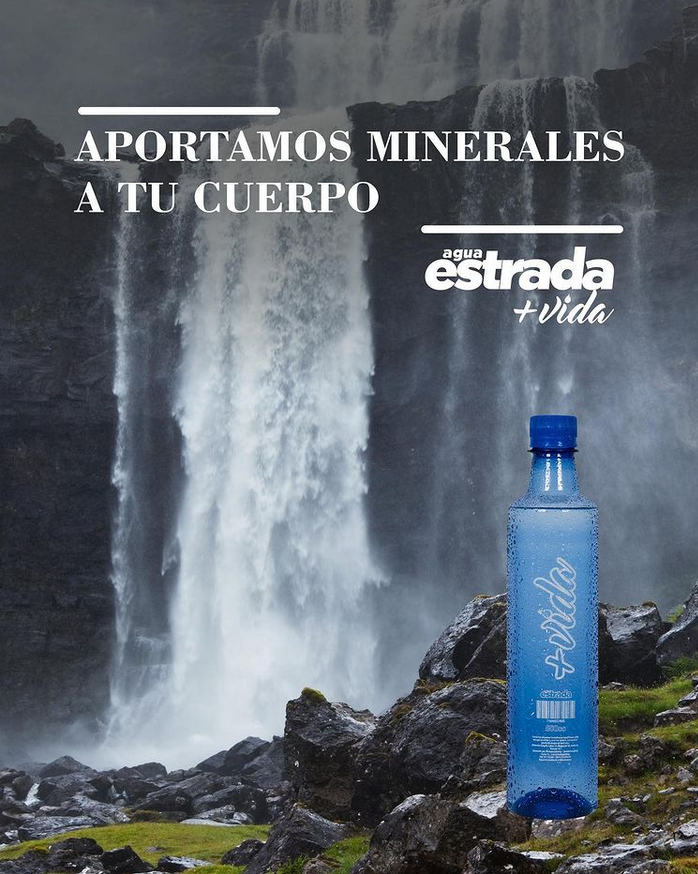 APORTAMOS MINERALES
A TU CUERPO
agua
estrada
+vida
+vida
estrada